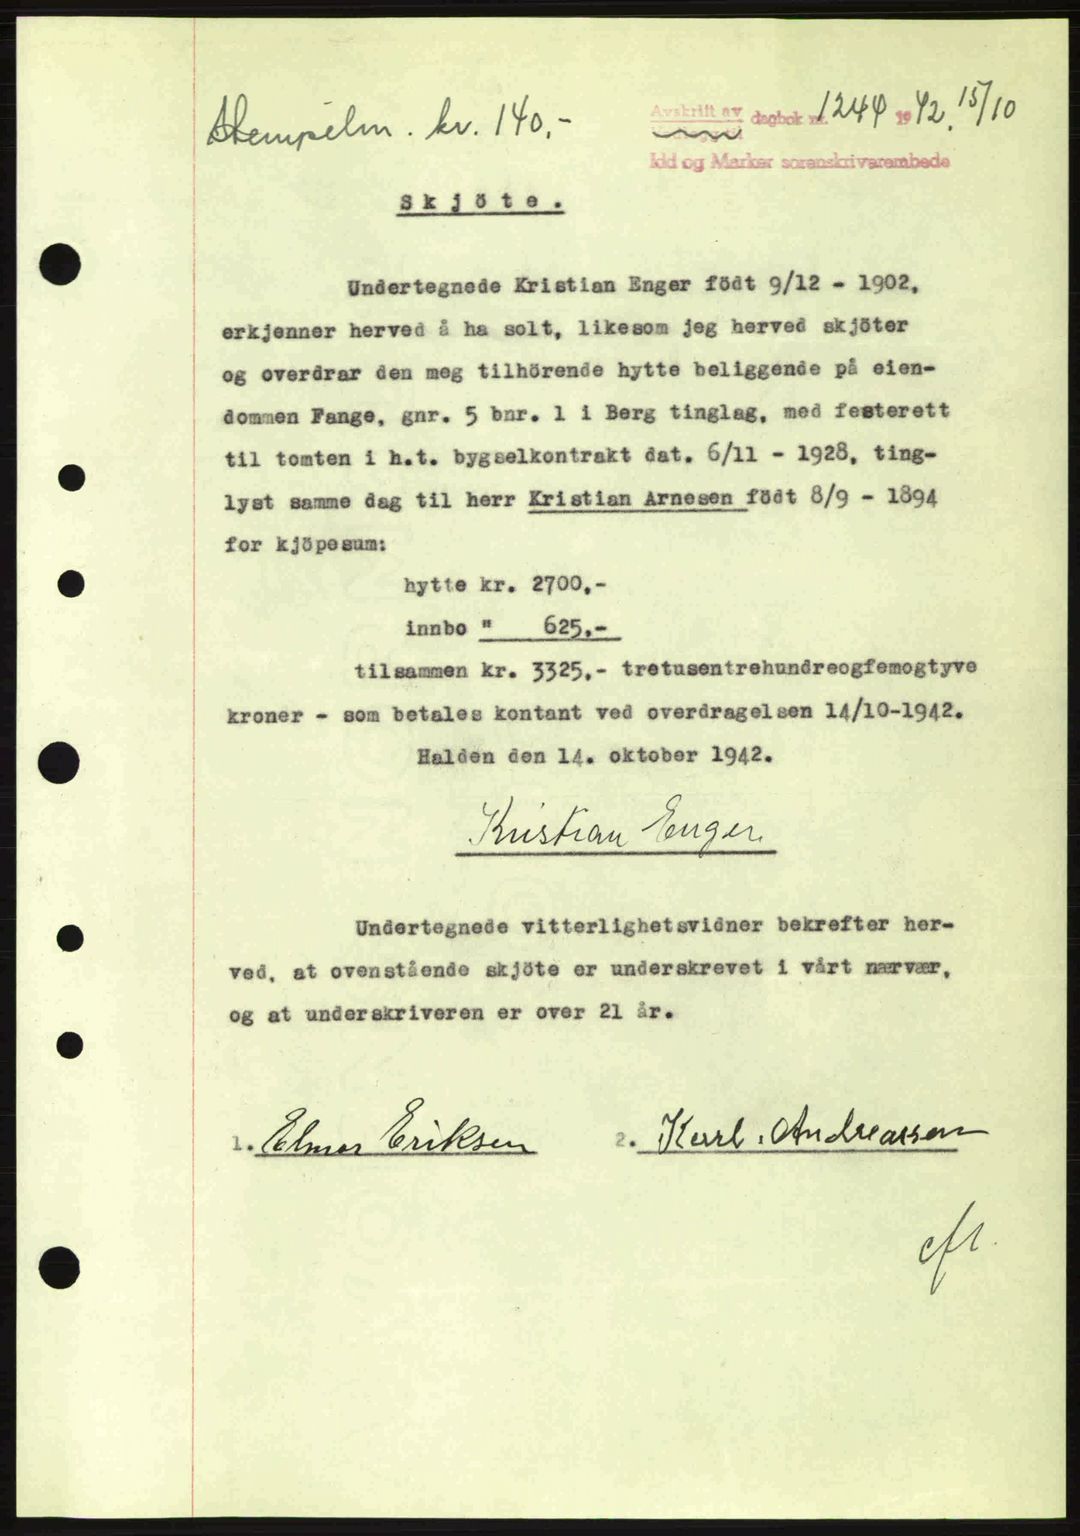 Stempelm. kr. 140,-
Avskrift av dagbok nr. 1244 1942. 15/10
Idd og Marker sorenskrivarembede
Skjöte.
Undertegnede Kristian Enger född 9/12 - 1902,
erkjenner herved å ha solt, likesom jeg herved skjöter
og overdrar den meg tilhörende hytte beliggende på eien-
dommen Fange, gnr. 5 bnr. 1 i Berg tinglag, med festerett
til tomten i h.t. bygselkontrakt dat. 6/11 - 1928, ting-
lyst samme dag til herr Kristian Arnesen född 8/9 - 1894
for kjöpesum:
hytte kr. 2700,-
innbo " 625,-
tilsammen kr. 3325,- tretusentrehundreogfemogtyve
kroner - som betales kontant ved overdragelsen 14/10-1942.
Halden den 14. oktober 1942.
Kristian Enger
Undertegnede vitterlighetsvidner bekrefter her-
ved, at ovenstående skjöte er underskrevet i vårt nærvær,
og at underskriveren er over 21 år.
1. Elmer Eriksen 2. Karl. Andreassen
cfr.